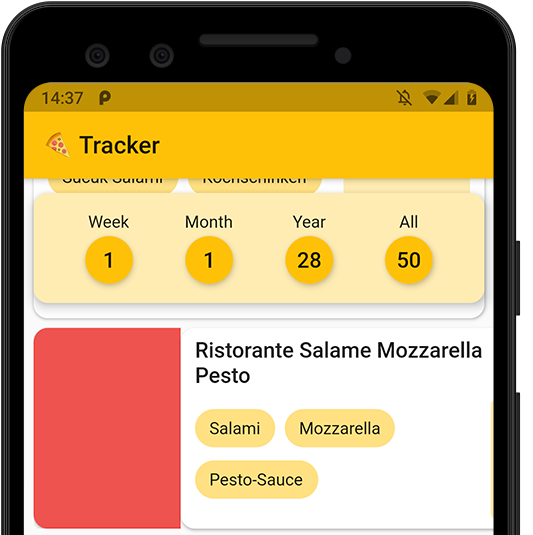 14:37
Tracker
Sucuk Salami Kochschinken
Week Month Year All
1 1 28 50
Ristorante Salame Mozzarella
Pesto
Salami Mozzarella
Pesto-Sauce